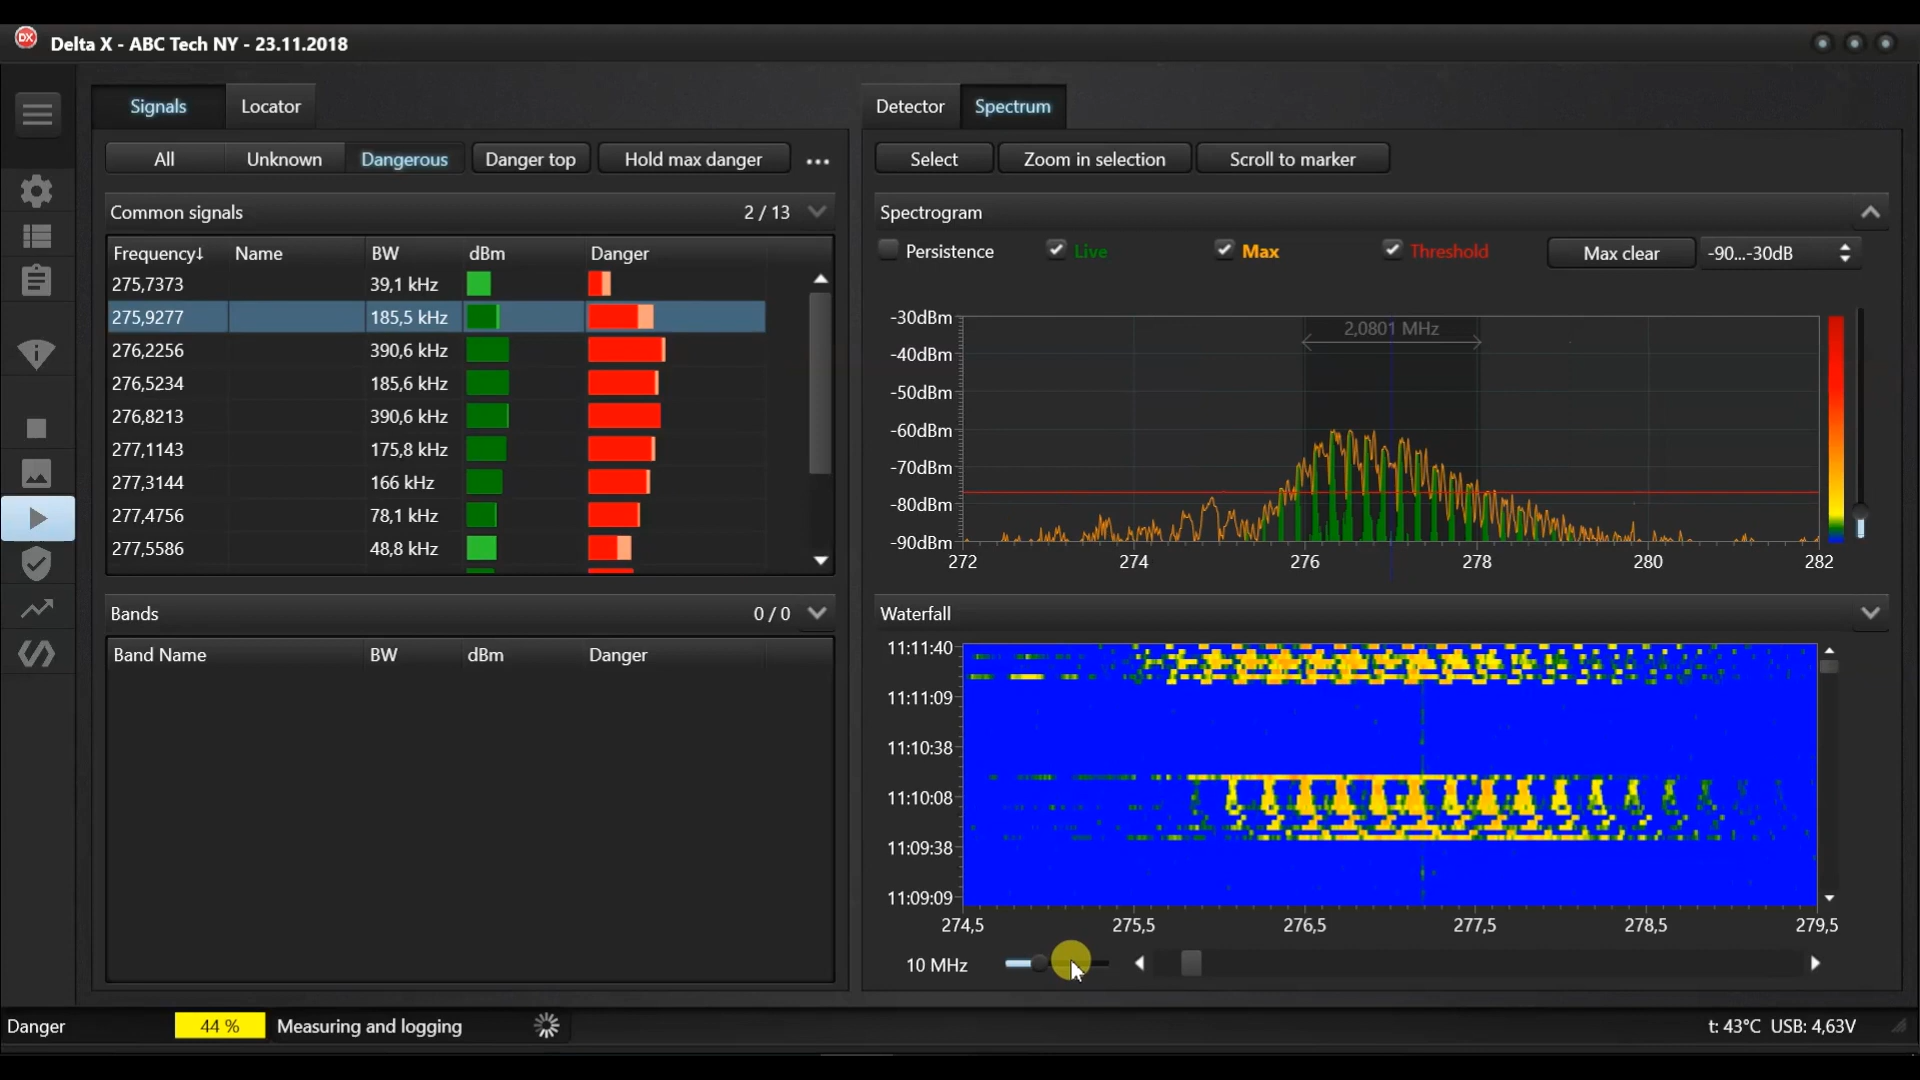 DX Delta X - ABC Tech NY - 23.11.2018
Signals Locator
All Unknown Dangerous Danger top Hold max danger ...
Common signals 2 / 13
Frequency↓ Name BW dBm Danger
275,7373 39,1 kHz
275,9277 185,5 kHz
276,2256 390,6 kHz
276,5234 185,6 kHz
276,8213 390,6 kHz
277,1143 175,8 kHz
277,3144 166 kHz
277,4756 78,1 kHz
277,5586 48,8 kHz
Bands 0 / 0
Band Name BW dBm Danger
Detector Spectrum
Select Zoom in selection Scroll to marker
Spectrogram
Persistence Live Max Threshold Max clear -90...-30dB
2,0801 MHz
-30dBm
-40dBm
-50dBm
-60dBm
-70dBm
-80dBm
-90dBm
272 274 276 278 280 282
Waterfall
11:11:40
11:11:09
11:10:38
11:10:08
11:09:38
11:09:09
274,5 275,5 276,5 277,5 278,5 279,5
10 MHz
Danger 44 % Measuring and logging t: 43°C USB: 4,63V